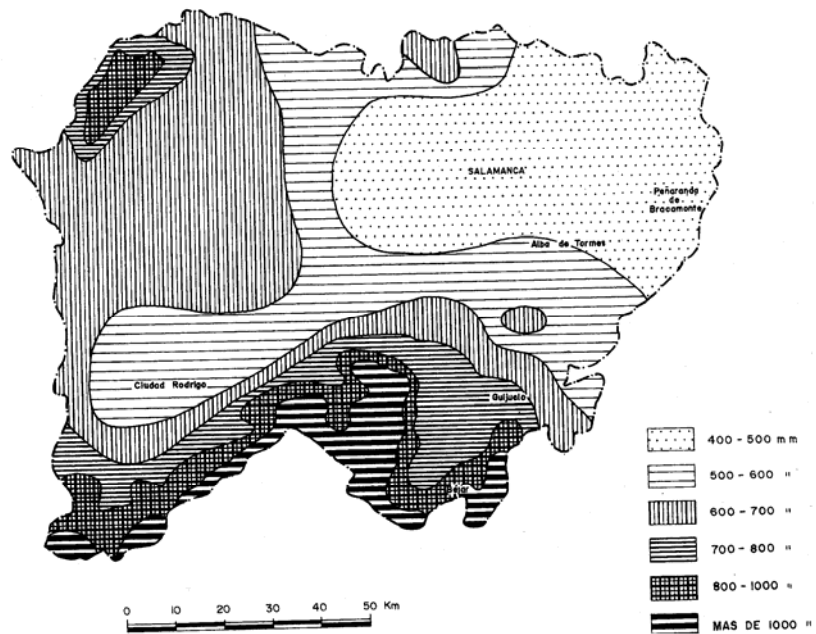 SALAMANCA
Peñaranda
de
Bracamonte
Alba de Tormes
Ciudad Rodrigo
Guijuelo
Bejar
400 - 500 mm
500 - 600 "
600 - 700 "
700 - 800 "
800 - 1000 "
MAS DE 1000 "
0 10 20 30 40 50 Km